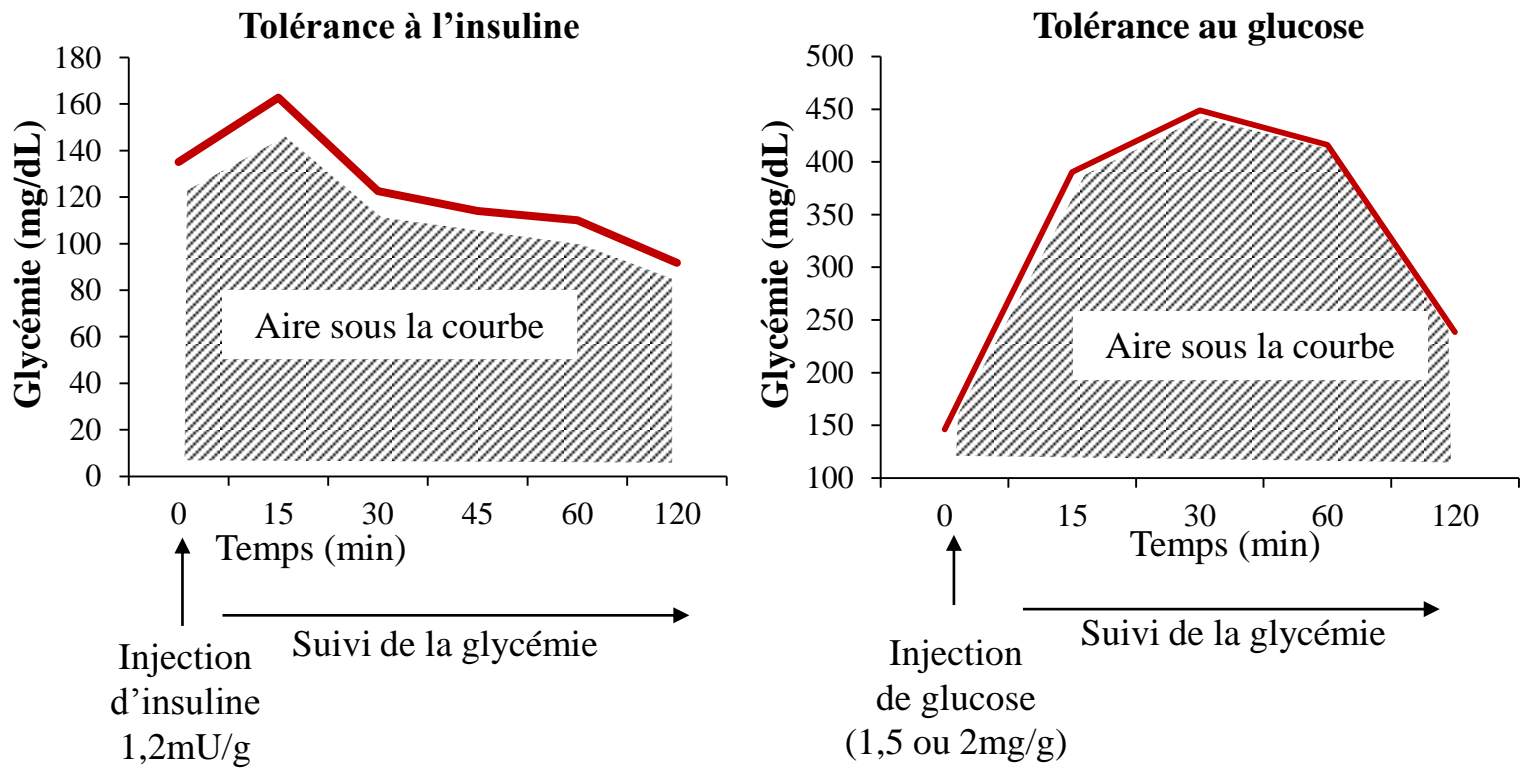 Tolérance à l’insuline
Glycémie (mg/dL)
180
160
140
120
100
80
60
40
20
0
Aire sous la courbe
0 15 30 45 60 120
Temps (min)
Suivi de la glycémie
Injection
d’insuline
1,2mU/g
Tolérance au glucose
Glycémie (mg/dL)
500
450
400
350
300
250
200
150
100
Aire sous la courbe
0 15 30 60 120
Temps (min)
Suivi de la glycémie
Injection
de glucose
(1,5 ou 2mg/g)